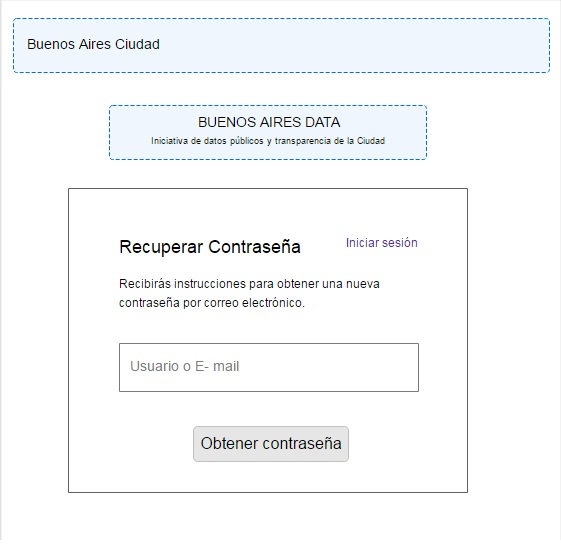 Buenos Aires Ciudad
BUENOS AIRES DATA
Iniciativa de datos públicos y transparencia de la Ciudad
Recuperar Contraseña
Iniciar sesión
Recibirás instrucciones para obtener una nueva
contraseña por correo electrónico.
Usuario o E- mail
Obtener contraseña